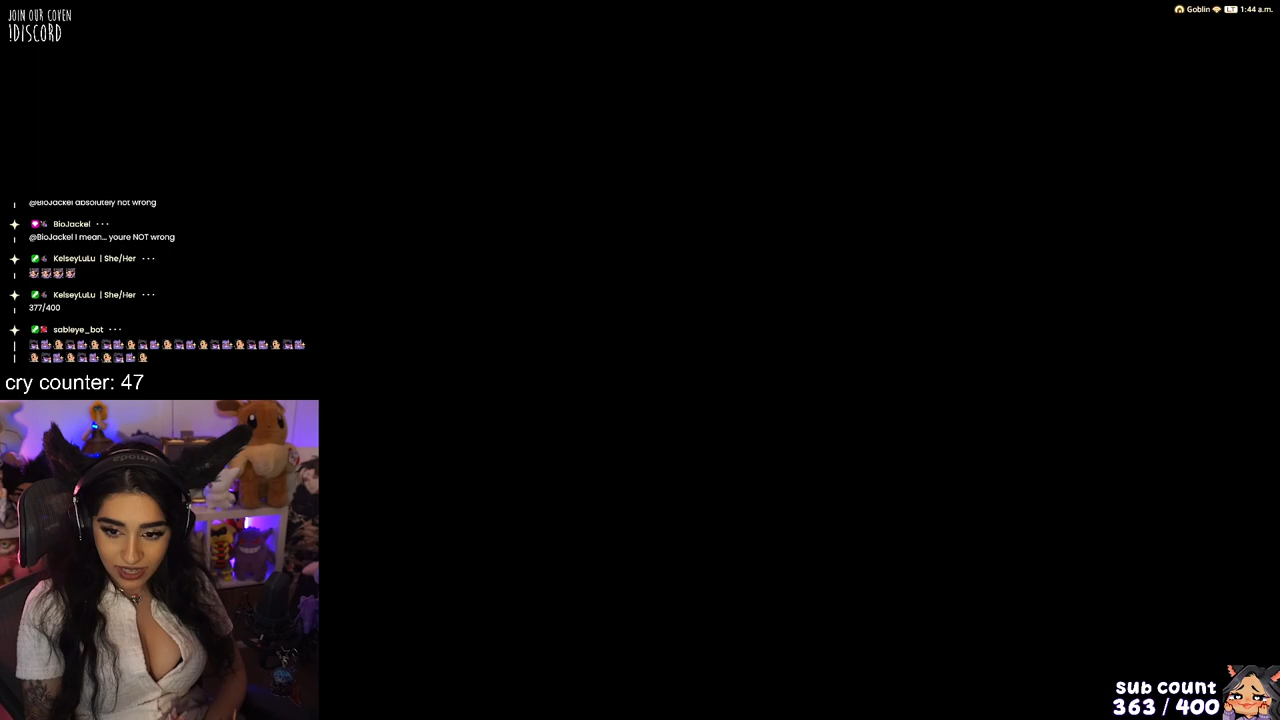 JOIN OUR COVEN
!DISCORD
Goblin LT 1:44 a.m.
@BioJackel absolutely not wrong
BioJackel ···
@BioJackel I mean... youre NOT wrong
KelseyLuLu | She/Her ···
KelseyLuLu | She/Her ···
377/400
sableye_bot ···
cry counter: 47
sub count
363 / 400